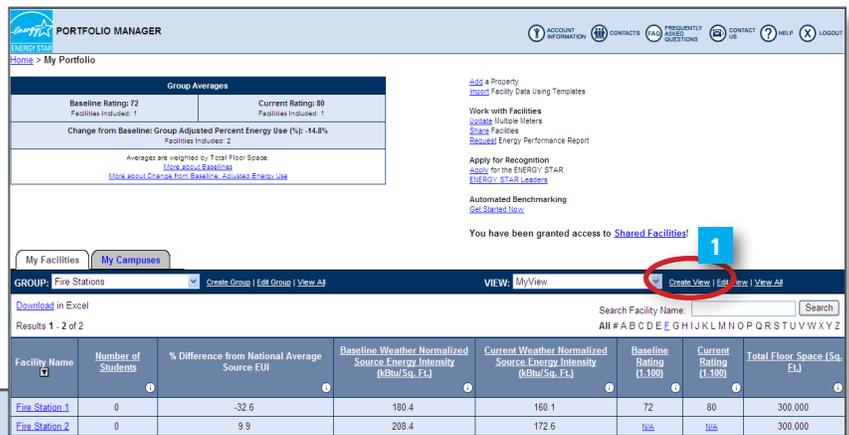 energy
ENERGY STAR
PORTFOLIO MANAGER
ACCOUNT INFORMATION
CONTACTS
FAQ FREQUENTLY ASKED QUESTIONS
CONTACT US
? HELP
X LOGOUT
Home > My Portfolio
Group Averages
Baseline Rating: 72
Facilities Included: 1
Current Rating: 80
Facilities Included: 1
Change from Baseline: Group Adjusted Percent Energy Use (%): -14.8%
Facilities Included: 2
Averages are weighted by Total Floor Space.
More about Baselines
More about Change from Baseline: Adjusted Energy Use
Add a Property
Import Facility Data Using Templates
Work with Facilities
Update Multiple Meters
Share Facilities
Request Energy Performance Report
Apply for Recognition
Apply for the ENERGY STAR
ENERGY STAR Leaders
Automated Benchmarking
Get Started Now
You have been granted access to Shared Facilities!
1
My Facilities
My Campuses
GROUP: Fire Stations
Create Group | Edit Group | View All
VIEW: MyView
Create View | Edit View | View All
Download in Excel
Search Facility Name:
Search
Results 1 - 2 of 2
All # A B C D E F G H I J K L M N O P Q R S T U V W X Y Z
Facility Name
Number of Students
% Difference from National Average Source EUI
Baseline Weather Normalized Source Energy Intensity (kBtu/Sq. Ft.)
Current Weather Normalized Source Energy Intensity (kBtu/Sq. Ft.)
Baseline Rating (1-100)
Current Rating (1-100)
Total Floor Space (Sq. Ft.)
Fire Station 1 0 -32.6 180.4 160.1 72 80 300,000
Fire Station 2 0 9.9 208.4 172.6 N/A N/A 300,000